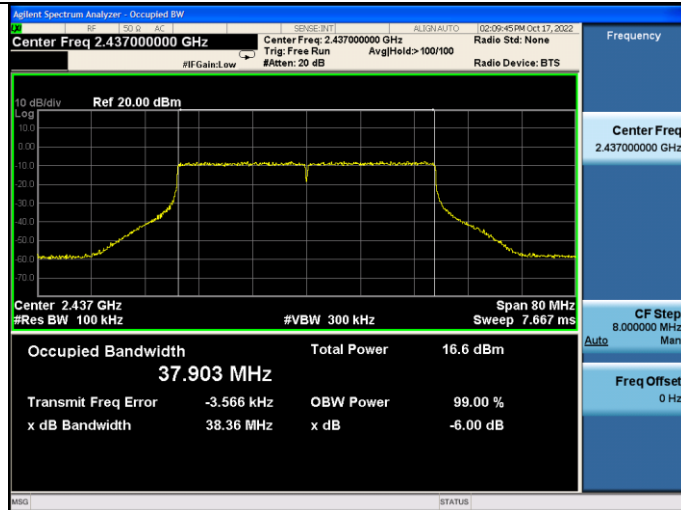 Agilent Spectrum Analyzer - Occupied BW
RF 50 Ω AC SENSE:INT ALIGN AUTO 02:09:45 PM Oct 17, 2022
Center Freq 2.437000000 GHz Center Freq: 2.437000000 GHz Radio Std: None Frequency
Trig: Free Run Avg|Hold:> 100/100
#IFGain:Low #Atten: 20 dB Radio Device: BTS
10 dB/div Ref 20.00 dBm
Log
10.0
0.00
-10.0
-20.0
-30.0
-40.0
-50.0
-60.0
-70.0
Center 2.437 GHz Span 80 MHz
#Res BW 100 kHz #VBW 300 kHz Sweep 7.667 ms
Occupied Bandwidth Total Power 16.6 dBm
37.903 MHz
Transmit Freq Error -3.566 kHz OBW Power 99.00 %
x dB Bandwidth 38.36 MHz x dB -6.00 dB
Center Freq
2.437000000 GHz
CF Step
8.000000 MHz
Auto Man
Freq Offset
0 Hz
MSG STATUS